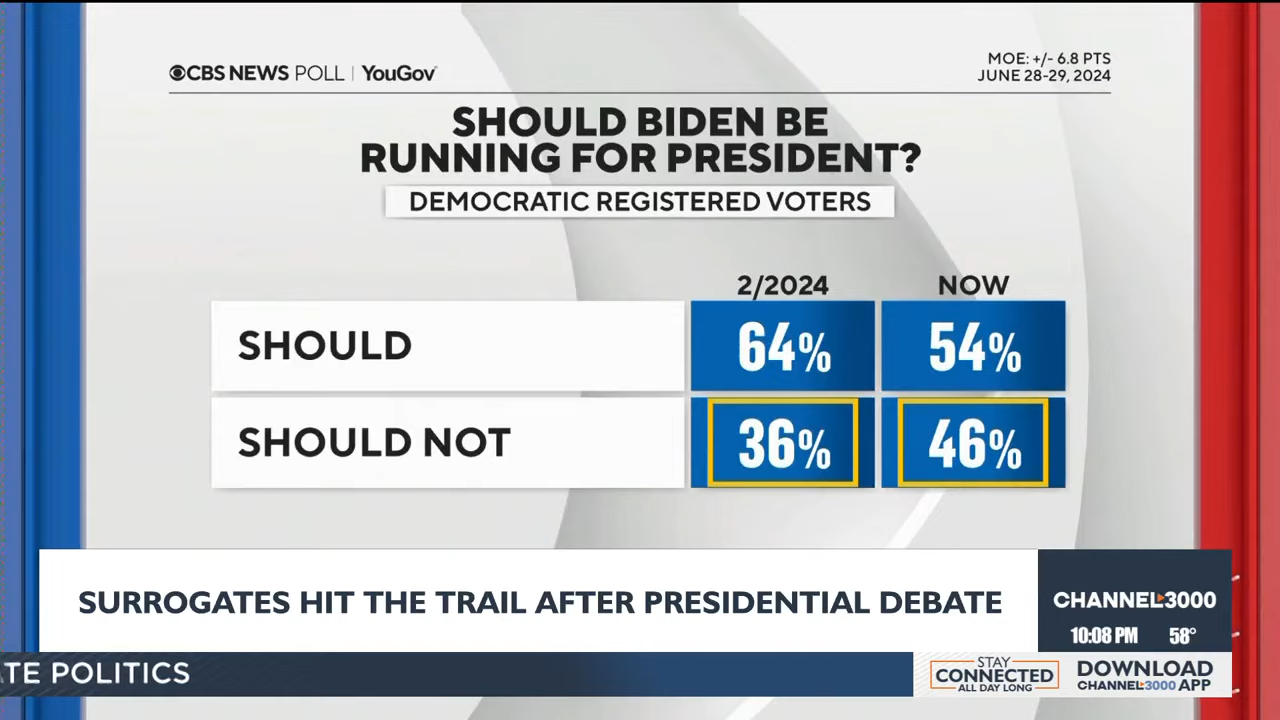 CBS NEWS POLL | YouGov
MOE: +/- 6.8 PTS
JUNE 28-29, 2024
SHOULD BIDEN BE
RUNNING FOR PRESIDENT?
DEMOCRATIC REGISTERED VOTERS
2/2024 NOW
SHOULD 64% 54%
SHOULD NOT 36% 46%
SURROGATES HIT THE TRAIL AFTER PRESIDENTIAL DEBATE
CHANNEL3000
10:08 PM 58°
TE POLITICS
STAY
CONNECTED
ALL DAY LONG
DOWNLOAD
CHANNEL3000 APP